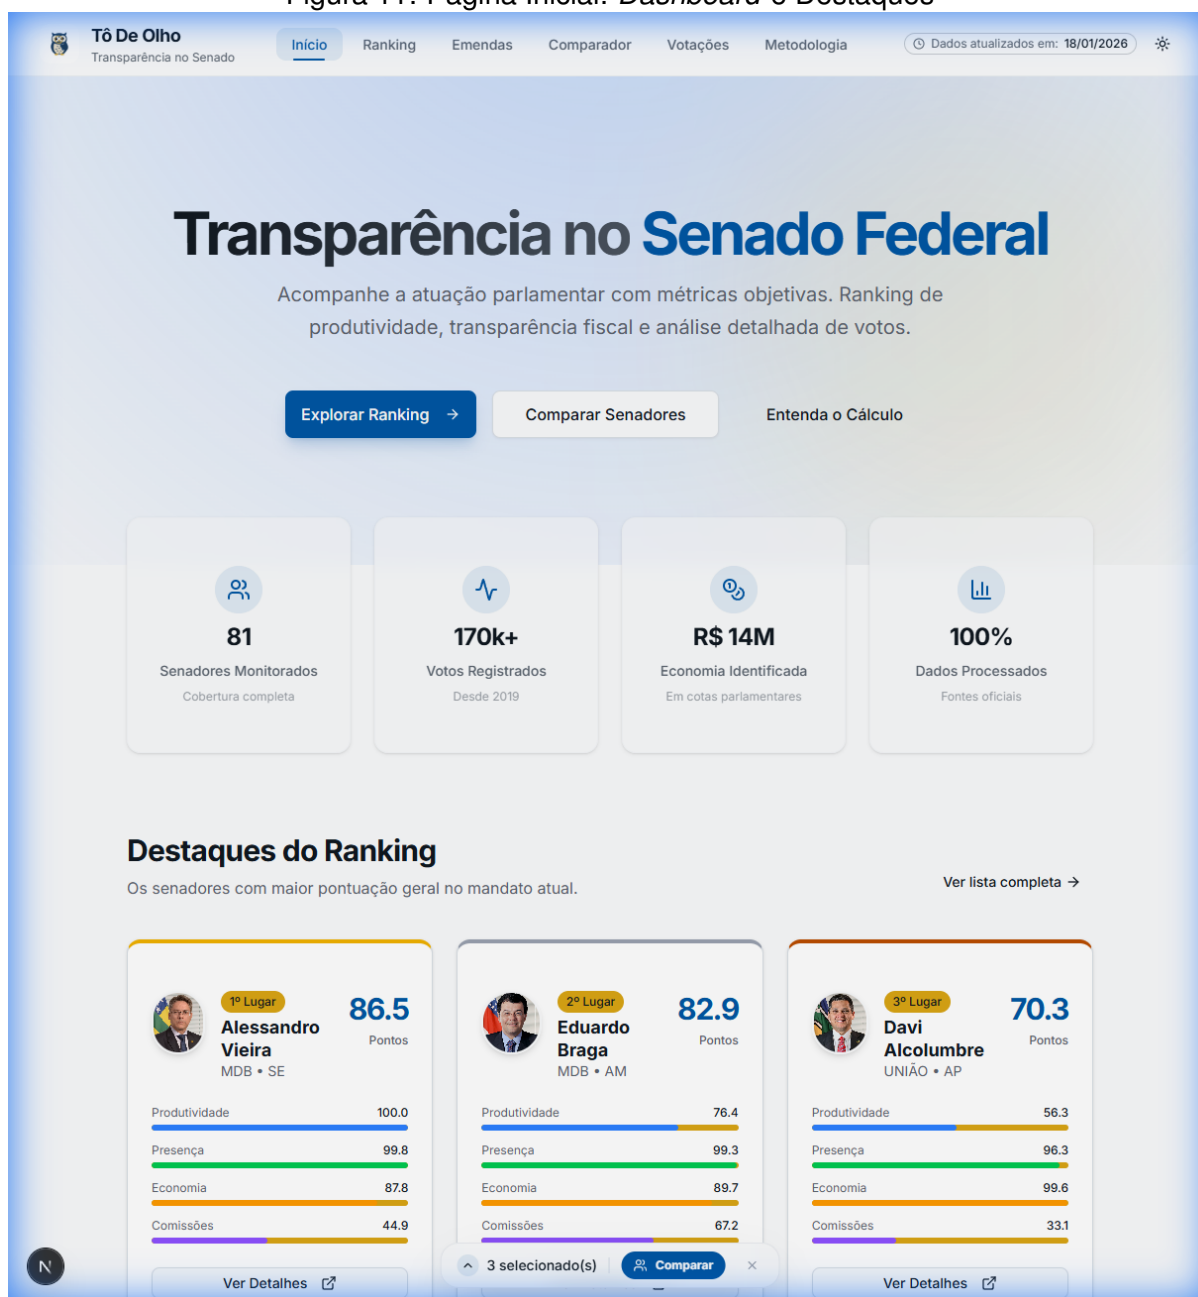 Tô De Olho
Transparência no Senado
Início
Ranking
Emendas
Comparador
Votações
Metodologia
Dados atualizados em: 18/01/2026
Transparência no Senado Federal
Acompanhe a atuação parlamentar com métricas objetivas. Ranking de
produtividade, transparência fiscal e análise detalhada de votos.
Explorar Ranking →
Comparar Senadores
Entenda o Cálculo
81
Senadores Monitorados
Cobertura completa
170k+
Votos Registrados
Desde 2019
R$ 14M
Economia Identificada
Em cotas parlamentares
100%
Dados Processados
Fontes oficiais
Destaques do Ranking
Os senadores com maior pontuação geral no mandato atual.
Ver lista completa →
1º Lugar
Alessandro
Vieira
MDB • SE
86.5
Pontos
Produtividade 100.0
Presença 99.8
Economia 87.8
Comissões 44.9
Ver Detalhes
2º Lugar
Eduardo
Braga
MDB • AM
82.9
Pontos
Produtividade 76.4
Presença 99.3
Economia 89.7
Comissões 67.2
3º Lugar
Davi
Alcolumbre
UNIÃO • AP
70.3
Pontos
Produtividade 56.3
Presença 96.3
Economia 99.6
Comissões 33.1
Ver Detalhes
N
3 selecionado(s)
Comparar